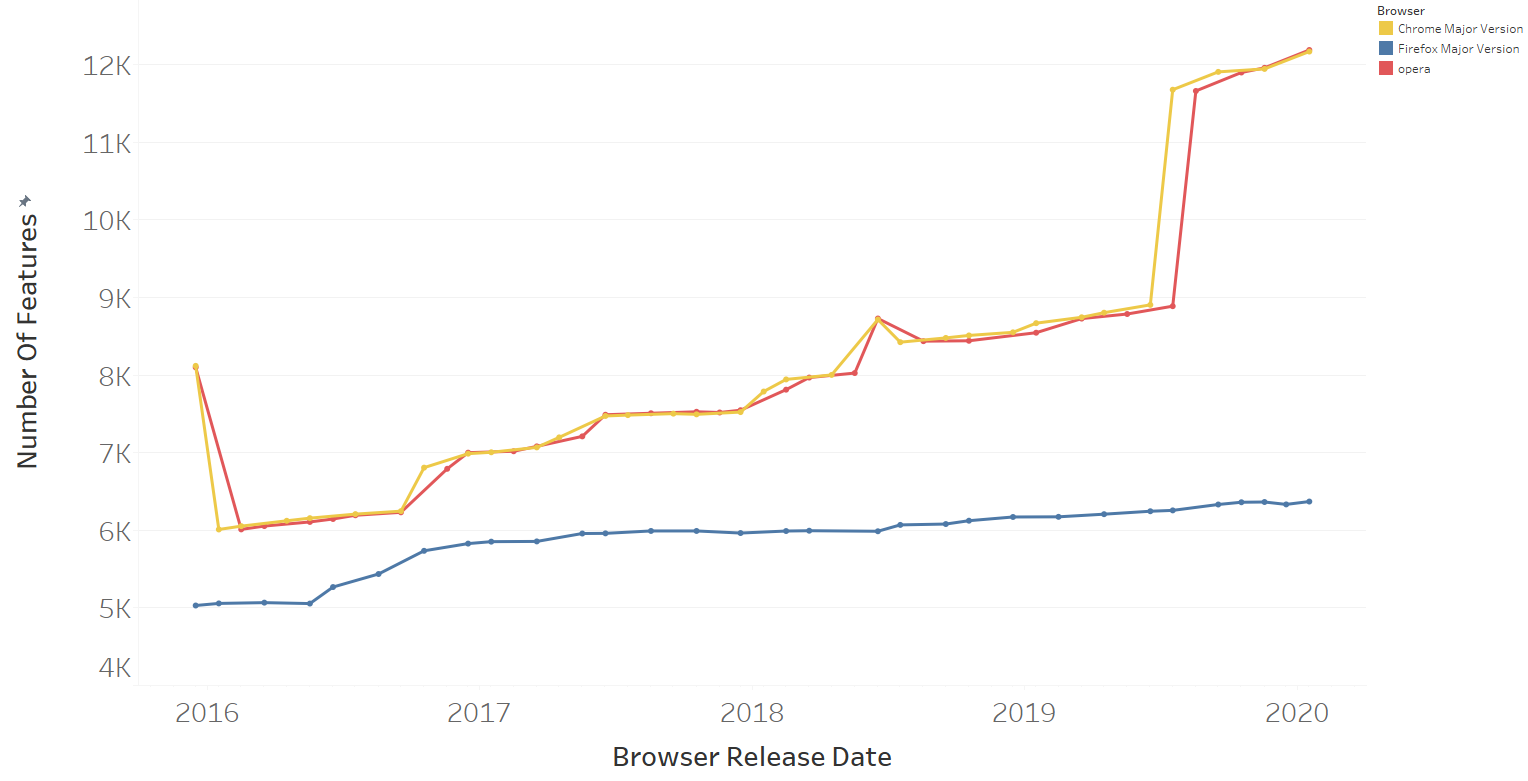 Browser
Chrome Major Version
Firefox Major Version
opera
Number Of Features
12K
11K
10K
9K
8K
7K
6K
5K
4K
2016 2017 2018 2019 2020
Browser Release Date